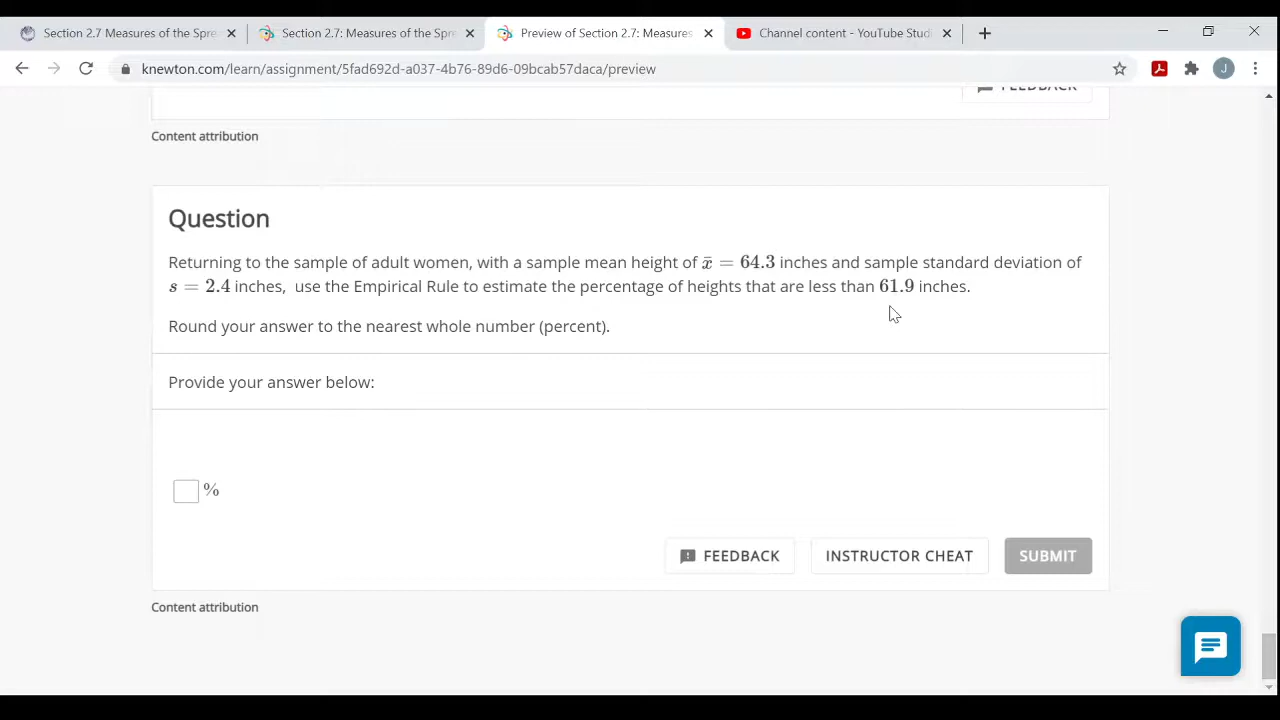 Section 2.7 Measures of the Spre
Section 2.7: Measures of the Spre
Preview of Section 2.7: Measures
Channel content - YouTube Stud
knewton.com/learn/assignment/5fad692d-a037-4b76-89d6-09bcab57daca/preview
J
FEEDBACK
Content attribution
Question
Returning to the sample of adult women, with a sample mean height of x̄ = 64.3 inches and sample standard deviation of
s = 2.4 inches, use the Empirical Rule to estimate the percentage of heights that are less than 61.9 inches.
Round your answer to the nearest whole number (percent).
Provide your answer below:
%
FEEDBACK
INSTRUCTOR CHEAT
SUBMIT
Content attribution